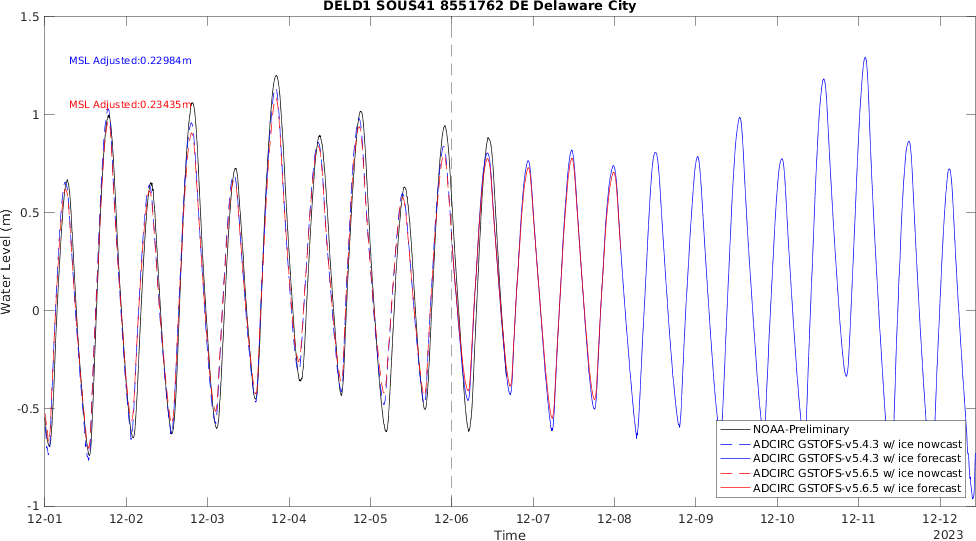 DELD1 SOUS41 8551762 DE Delaware City
1.5
1
0.5
0
-0.5
-1
Water Level (m)
MSL Adjusted:0.22984m
MSL Adjusted:0.23435m
NOAA-Preliminary
ADCIRC GSTOFS-v5.4.3 w/ ice nowcast
ADCIRC GSTOFS-v5.4.3 w/ ice forecast
ADCIRC GSTOFS-v5.6.5 w/ ice nowcast
ADCIRC GSTOFS-v5.6.5 w/ ice forecast
12-01 12-02 12-03 12-04 12-05 12-06 12-07 12-08 12-09 12-10 12-11 12-12
Time
2023